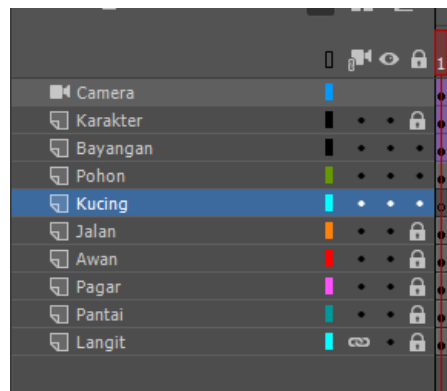 1
Camera
Karakter
Bayangan
Pohon
Kucing
Jalan
Awan
Pagar
Pantai
Langit